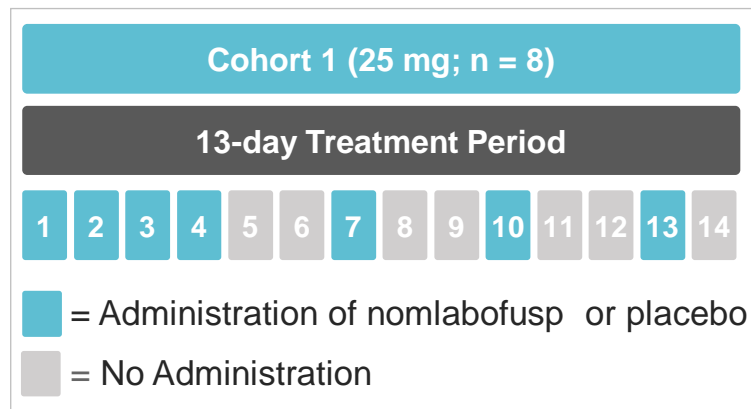 Cohort 1 (25 mg; n = 8)
13-day Treatment Period
1 2 3 4 5 6 7 8 9 10 11 12 13 14
= Administration of nomlabofusp or placebo
= No Administration